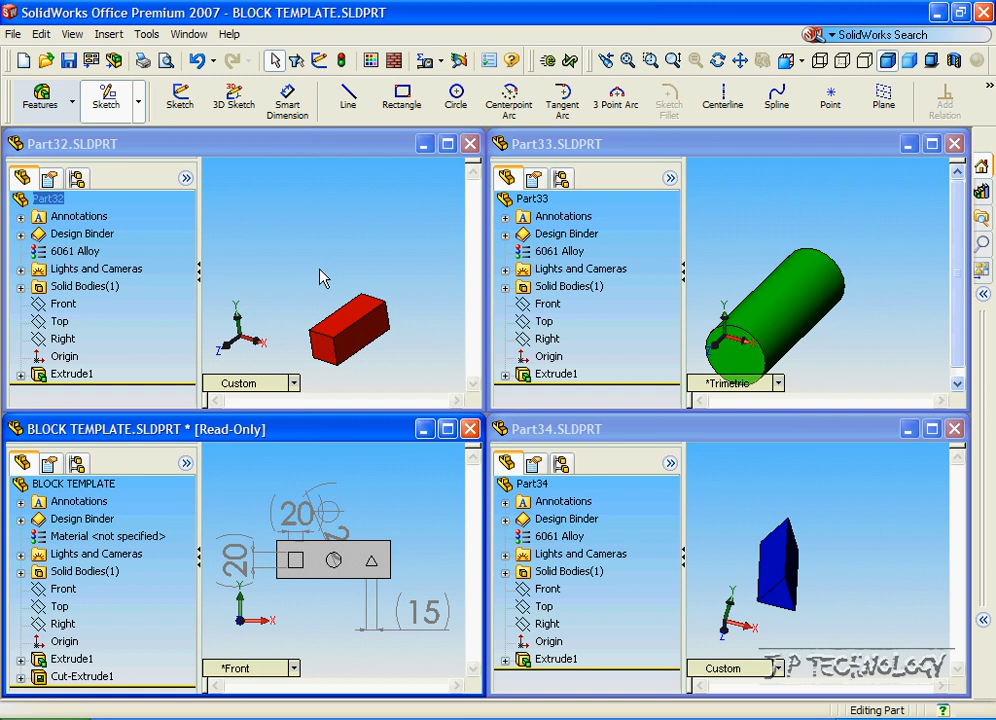 SolidWorks Office Premium 2007 - BLOCK TEMPLATE.SLDPRT
File Edit View Insert Tools Window Help
SolidWorks Search
Features Sketch Sketch 3D Sketch Smart Dimension Line Rectangle Circle Centerpoint Arc Tangent Arc 3 Point Arc Sketch Fillet Centerline Spline Point Plane Add Relation
Part32.SLDPRT
Part32
Annotations
Design Binder
6061 Alloy
Lights and Cameras
Solid Bodies(1)
Front
Top
Right
Origin
Extrude1
Y
X
Z
Custom
Part33.SLDPRT
Part33
Annotations
Design Binder
6061 Alloy
Lights and Cameras
Solid Bodies(1)
Front
Top
Right
Origin
Extrude1
Y
Z
*Trimetric
BLOCK TEMPLATE.SLDPRT * [Read-Only]
BLOCK TEMPLATE
Annotations
Design Binder
Material <not specified>
Lights and Cameras
Solid Bodies(1)
Front
Top
Right
Origin
Extrude1
Cut-Extrude1
20
20
(15)
Y
X
*Front
Part34.SLDPRT
Part34
Annotations
Design Binder
6061 Alloy
Lights and Cameras
Solid Bodies(1)
Front
Top
Right
Origin
Extrude1
Y
X
Z
Custom
JP TECHNOLOGY
Editing Part